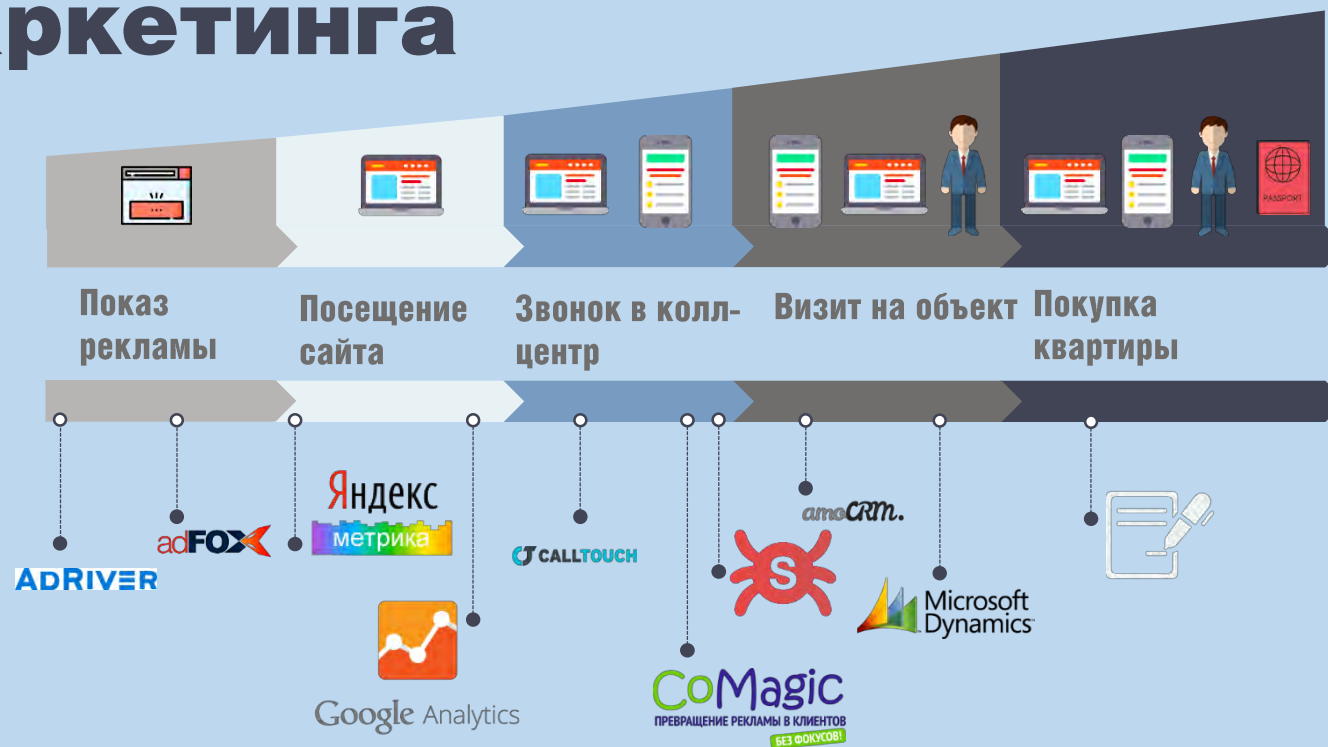 ркетинга
PASSPORT
Показ
рекламы
Посещение
сайта
Звонок в колл-
центр
Визит на объект
Покупка
квартиры
ADRIVER
adFOX
Яндекс
метрика
Google Analytics
CALLTOUCH
S
CoMagic
ПРЕВРАЩЕНИЕ РЕКЛАМЫ В КЛИЕНТОВ
БЕЗ ФОКУСОВ!
amoCRM.
Microsoft
Dynamics